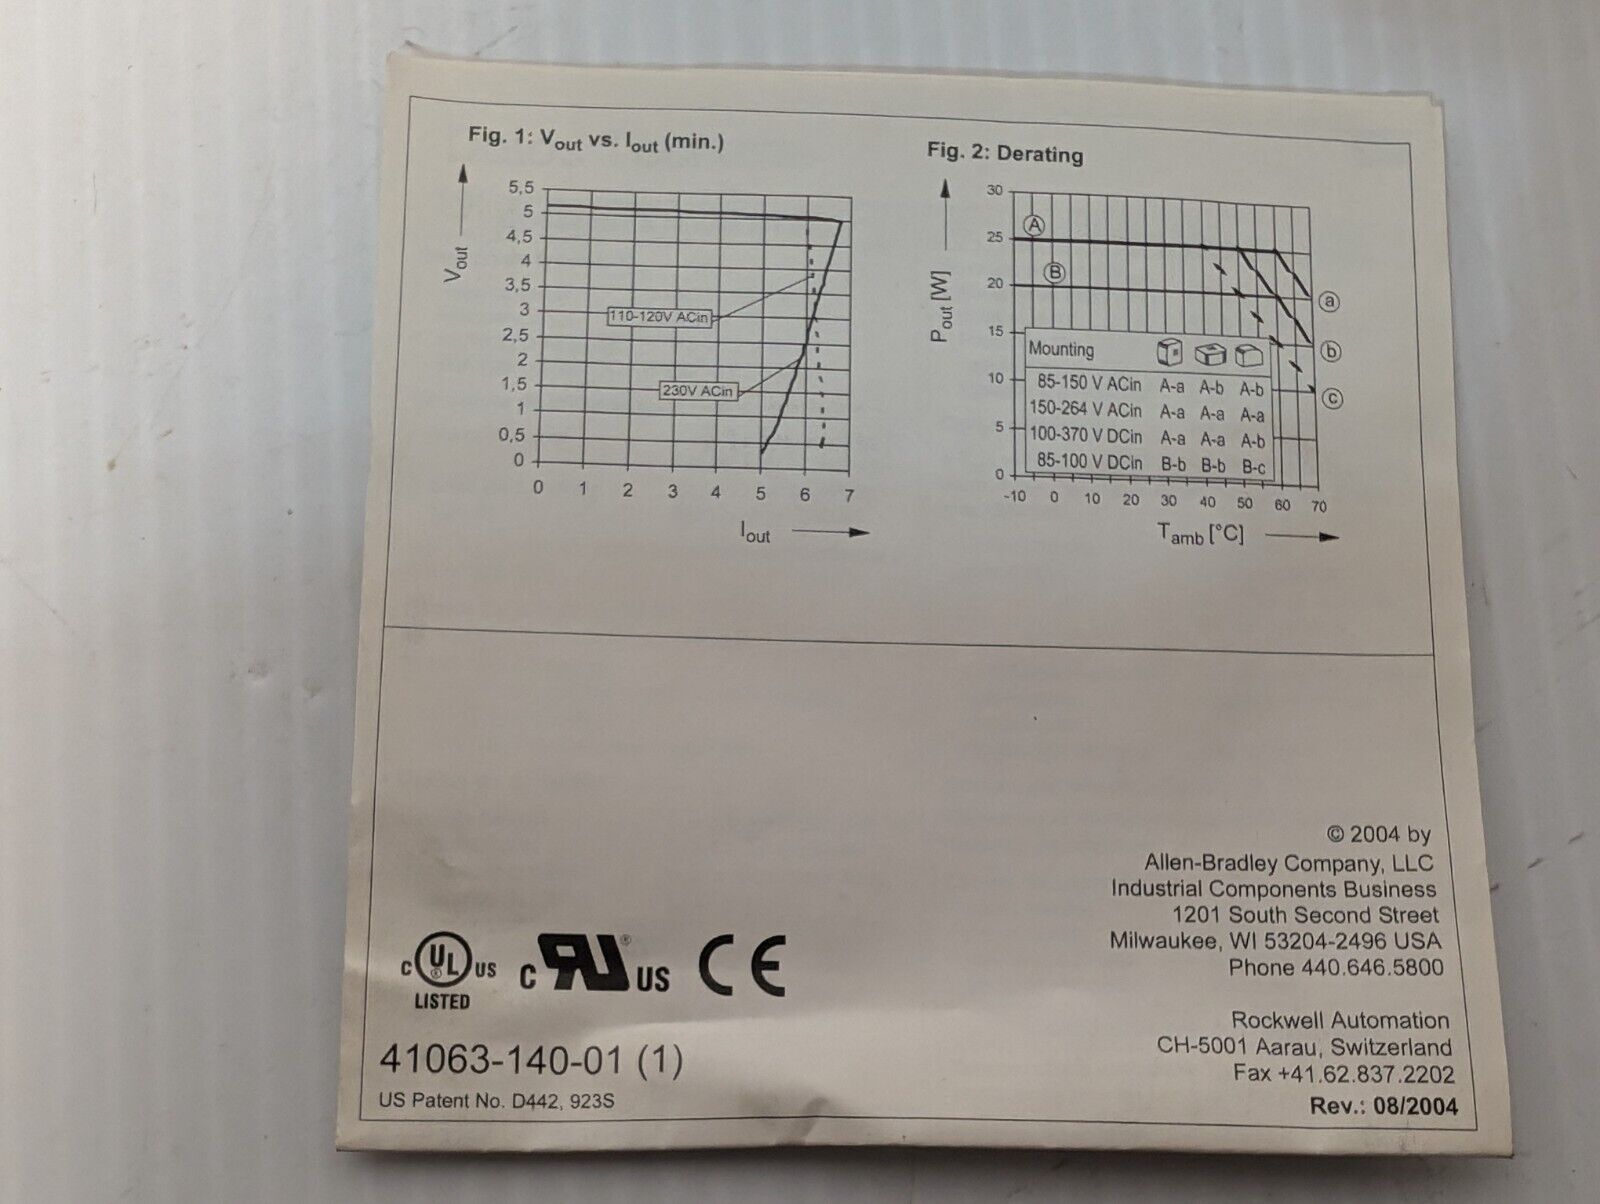 Fig. 1: Vout vs. Iout (min.)
Vout
5,5
5
4,5
4
3,5
3
2,5
2
1,5
1
0,5
0
110-120V ACin
230V ACin
0 1 2 3 4 5 6 7
Iout
Fig. 2: Derating
Pout [W]
30
25
20
15
10
5
0
A
B
a
b
c
Mounting
85-150 V ACin A-a A-b A-b
150-264 V ACin A-a A-a A-a
100-370 V DCin A-a A-a A-b
85-100 V DCin B-b B-b B-c
-10 0 10 20 30 40 50 60 70
Tamb [°C]
© 2004 by
Allen-Bradley Company, LLC
Industrial Components Business
1201 South Second Street
Milwaukee, WI 53204-2496 USA
Phone 440.646.5800
Rockwell Automation
CH-5001 Aarau, Switzerland
Fax +41.62.837.2202
Rev.: 08/2004
C UL ® US
LISTED
C RU ® US CE
41063-140-01 (1)
US Patent No. D442, 923S